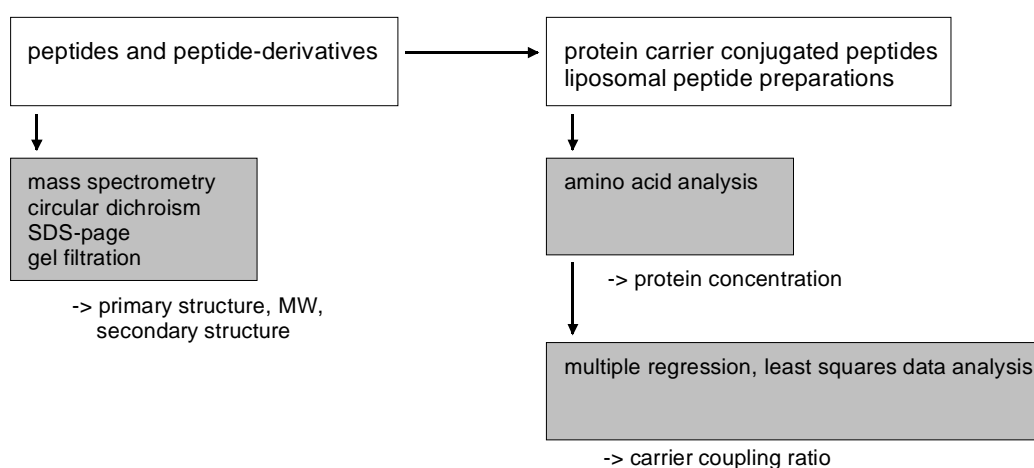 peptides and peptide-derivatives
protein carrier conjugated peptides
liposomal peptide preparations
mass spectrometry
circular dichroism
SDS-page
gel filtration
-> primary structure, MW,
secondary structure
amino acid analysis
-> protein concentration
multiple regression, least squares data analysis
-> carrier coupling ratio